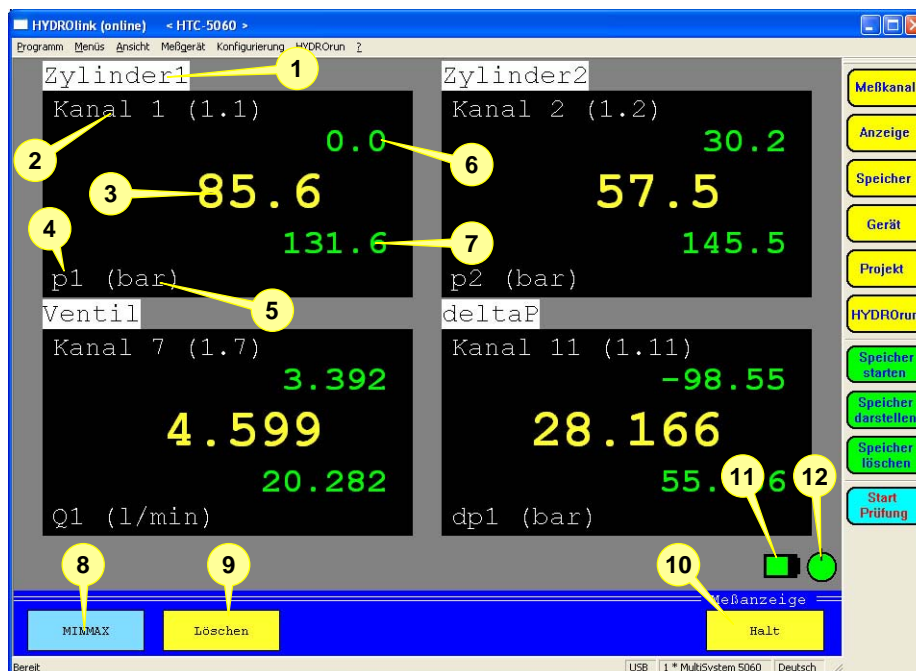 HYDROlink (online) < HTC-5060 >
Programm Menüs Ansicht Meßgerät Konfigurierung HYDROrun ?
Zylinder1
1
Kanal 1 (1.1)
2
0.0
6
3
85.6
4
131.6
7
p1 (bar)
5
Zylinder2
Kanal 2 (1.2)
30.2
57.5
145.5
p2 (bar)
Ventil
Kanal 7 (1.7)
3.392
4.599
20.282
Q1 (l/min)
deltaP
Kanal 11 (1.11)
-98.55
28.166
11
12
dp1 (bar)
8
9
10
Meßanzeige
MINMAX
Löschen
Halt
Meßkanal
Anzeige
Speicher
Gerät
Projekt
HYDROrun
Speicher
starten
Speicher
darstellen
Speicher
löschen
Start
Prüfung
Bereit
USB
1 * MultiSystem 5060
Deutsch